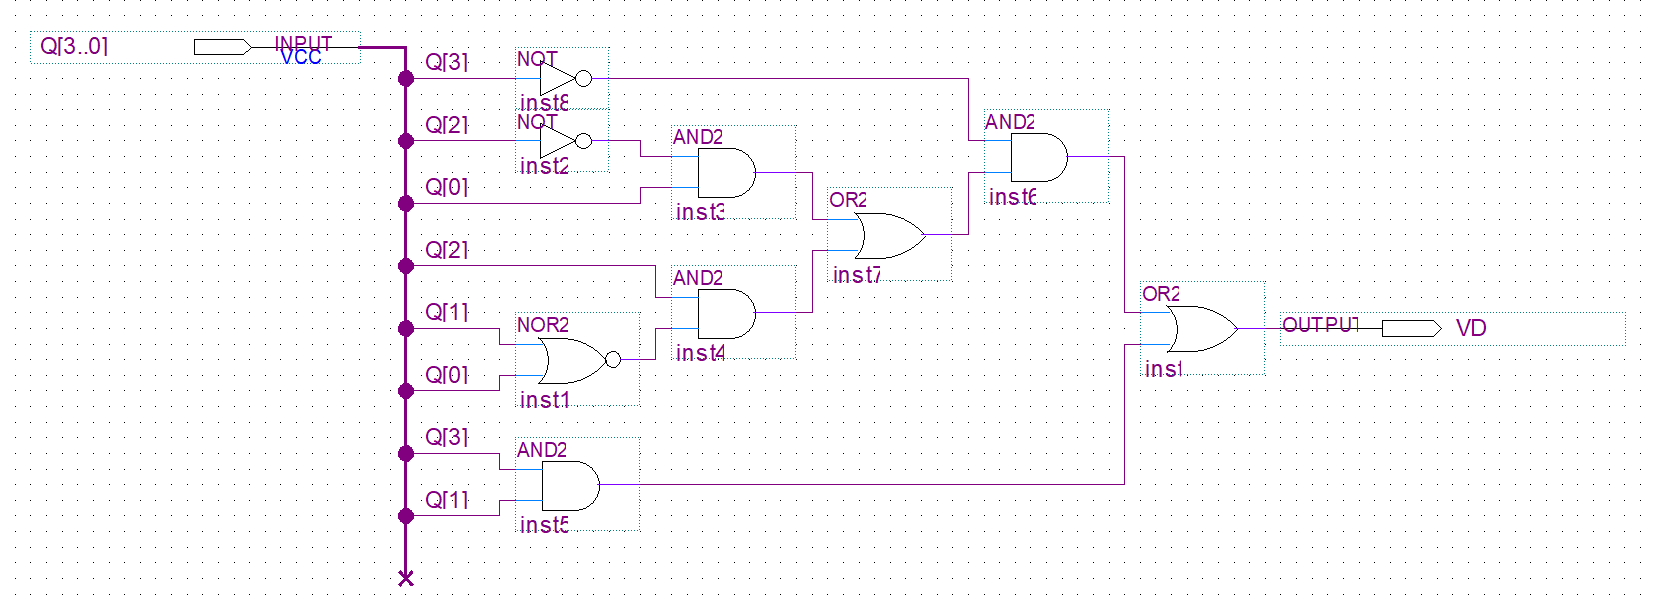 Q[3..0]
INPUT
VCC
Q[3]
NOT
inst8
Q[2]
NOT
inst2
AND2
inst3
Q[0]
AND2
inst6
OR2
inst7
Q[2]
AND2
inst4
Q[1]
NOR2
inst1
Q[0]
OR2
inst
OUTPUT
VD
Q[3]
AND2
inst5
Q[1]